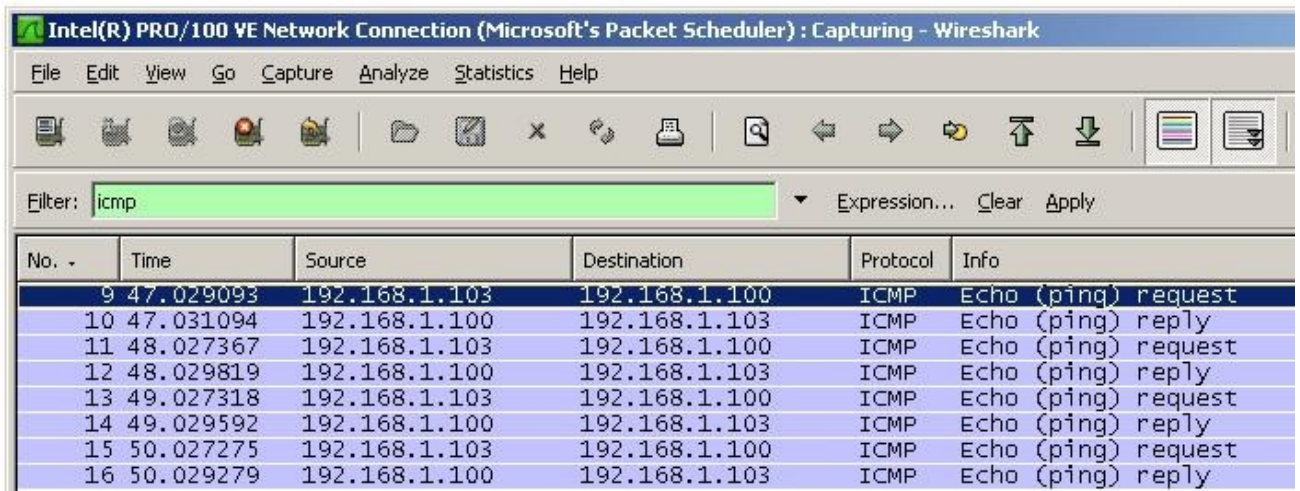 Intel(R) PRO/100 VE Network Connection (Microsoft's Packet Scheduler) : Capturing - Wireshark
File Edit View Go Capture Analyze Statistics Help
Filter: icmp Expression... Clear Apply
No. - Time Source Destination Protocol Info
9 47.029093 192.168.1.103 192.168.1.100 ICMP Echo (ping) request
10 47.031094 192.168.1.100 192.168.1.103 ICMP Echo (ping) reply
11 48.027367 192.168.1.103 192.168.1.100 ICMP Echo (ping) request
12 48.029819 192.168.1.100 192.168.1.103 ICMP Echo (ping) reply
13 49.027318 192.168.1.103 192.168.1.100 ICMP Echo (ping) request
14 49.029592 192.168.1.100 192.168.1.103 ICMP Echo (ping) reply
15 50.027275 192.168.1.103 192.168.1.100 ICMP Echo (ping) request
16 50.029279 192.168.1.100 192.168.1.103 ICMP Echo (ping) reply